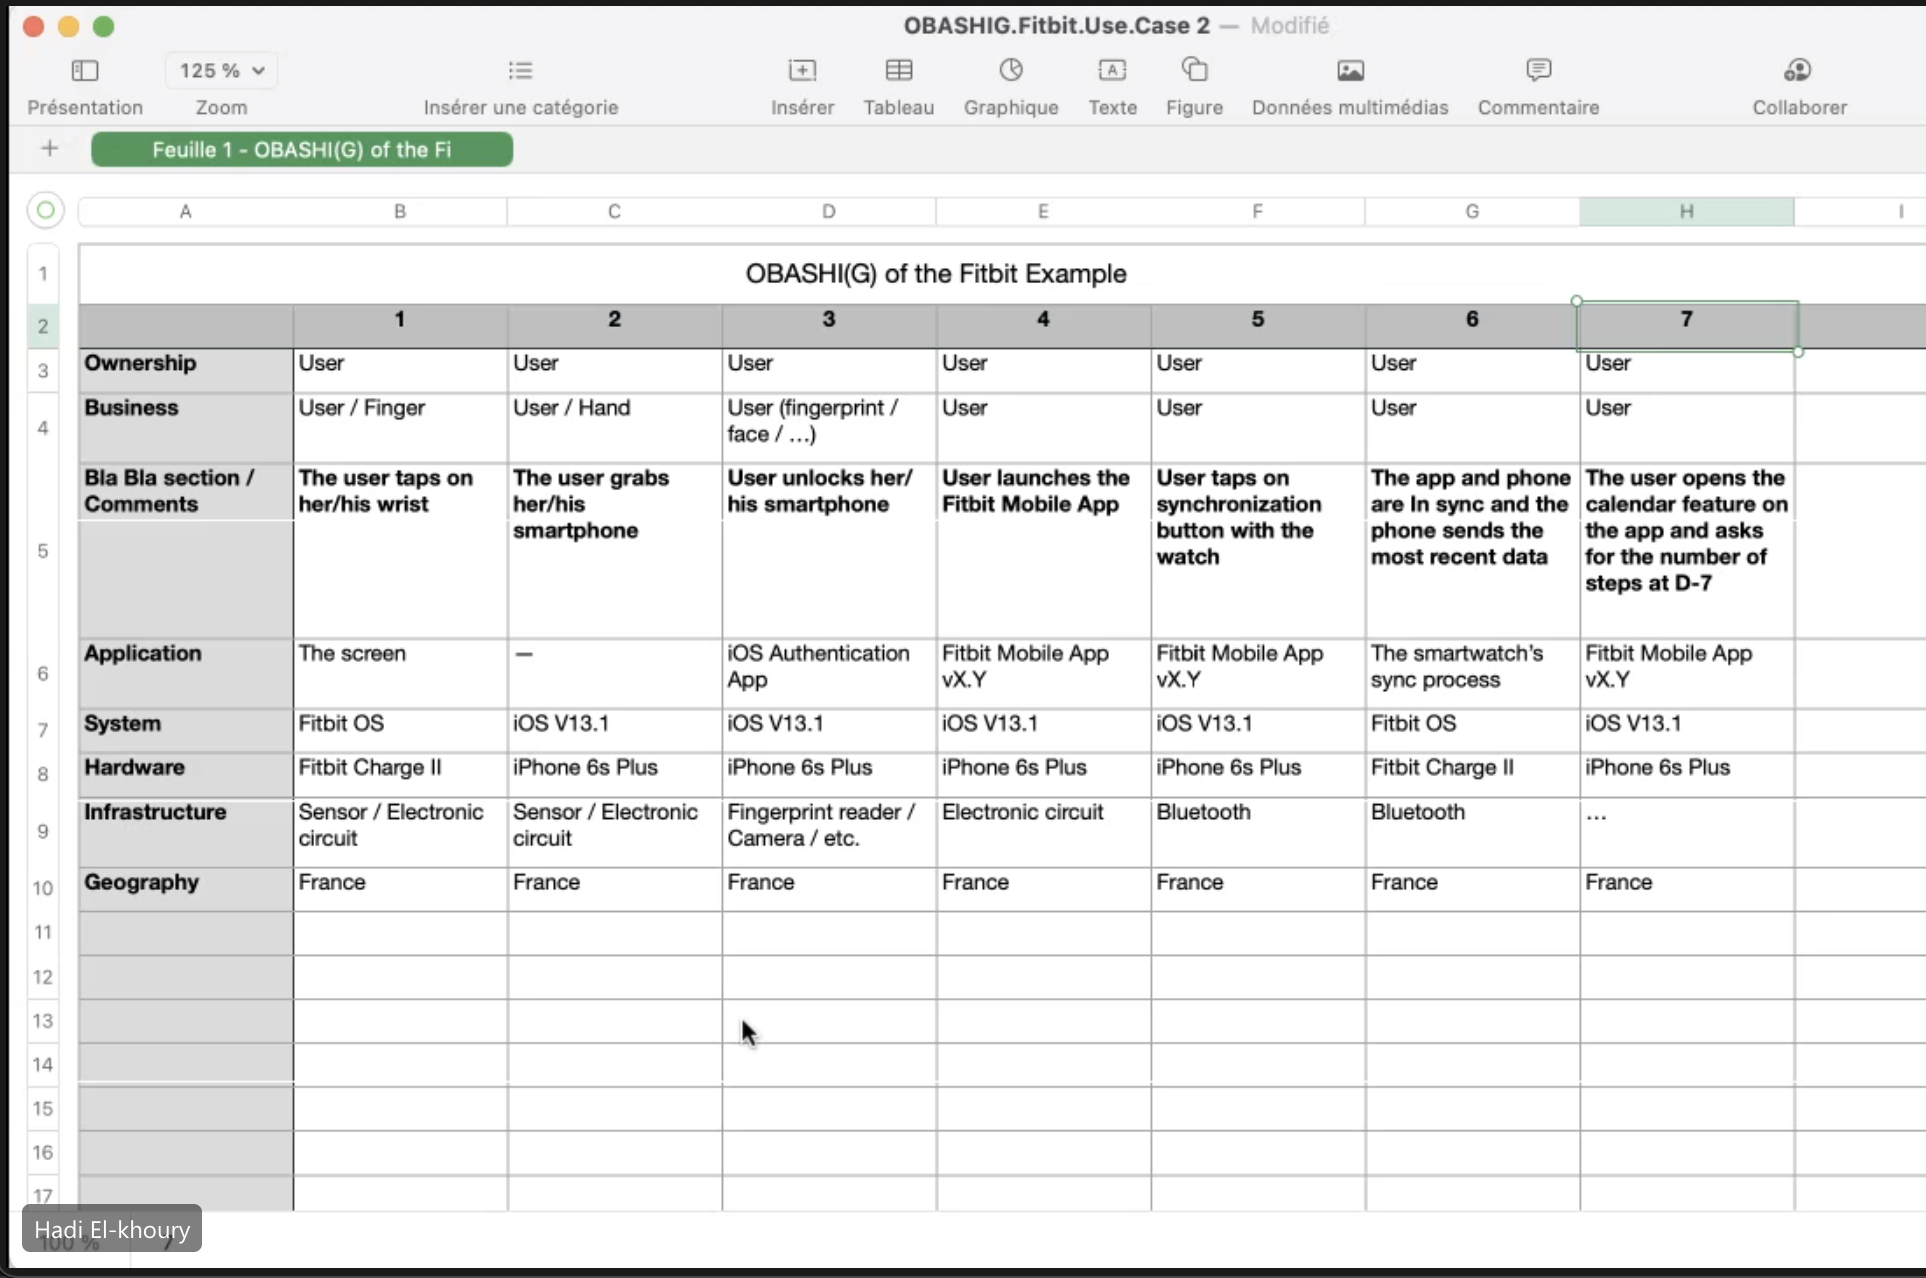 OBASHIG.Fitbit.Use.Case 2 — Modifié
125 %
Présentation Zoom Insérer une catégorie Insérer Tableau Graphique Texte Figure Données multimédias Commentaire Collaborer
+ Feuille 1 - OBASHI(G) of the Fi
A B C D E F G H I
1 OBASHI(G) of the Fitbit Example
2 1 2 3 4 5 6 7
3 Ownership User User User User User User User
4 Business User / Finger User / Hand User (fingerprint / User User User User
face / ...)
Bla Bla section / The user taps on The user grabs User unlocks her/ User launches the User taps on The app and phone The user opens the
Comments her/his wrist her/his his smartphone Fitbit Mobile App synchronization are In sync and the calendar feature on
smartphone button with the phone sends the the app and asks
5 watch most recent data for the number of
steps at D-7
6 Application The screen — iOS Authentication Fitbit Mobile App Fitbit Mobile App The smartwatch's Fitbit Mobile App
App vX.Y vX.Y sync process vX.Y
7 System Fitbit OS iOS V13.1 iOS V13.1 iOS V13.1 iOS V13.1 Fitbit OS iOS V13.1
8 Hardware Fitbit Charge II iPhone 6s Plus iPhone 6s Plus iPhone 6s Plus iPhone 6s Plus Fitbit Charge II iPhone 6s Plus
9 Infrastructure Sensor / Electronic Sensor / Electronic Fingerprint reader / Electronic circuit Bluetooth Bluetooth ...
circuit circuit Camera / etc.
10 Geography France France France France France France France
11
12
13
14
15
16
17
Hadi El-khoury
100 % 7